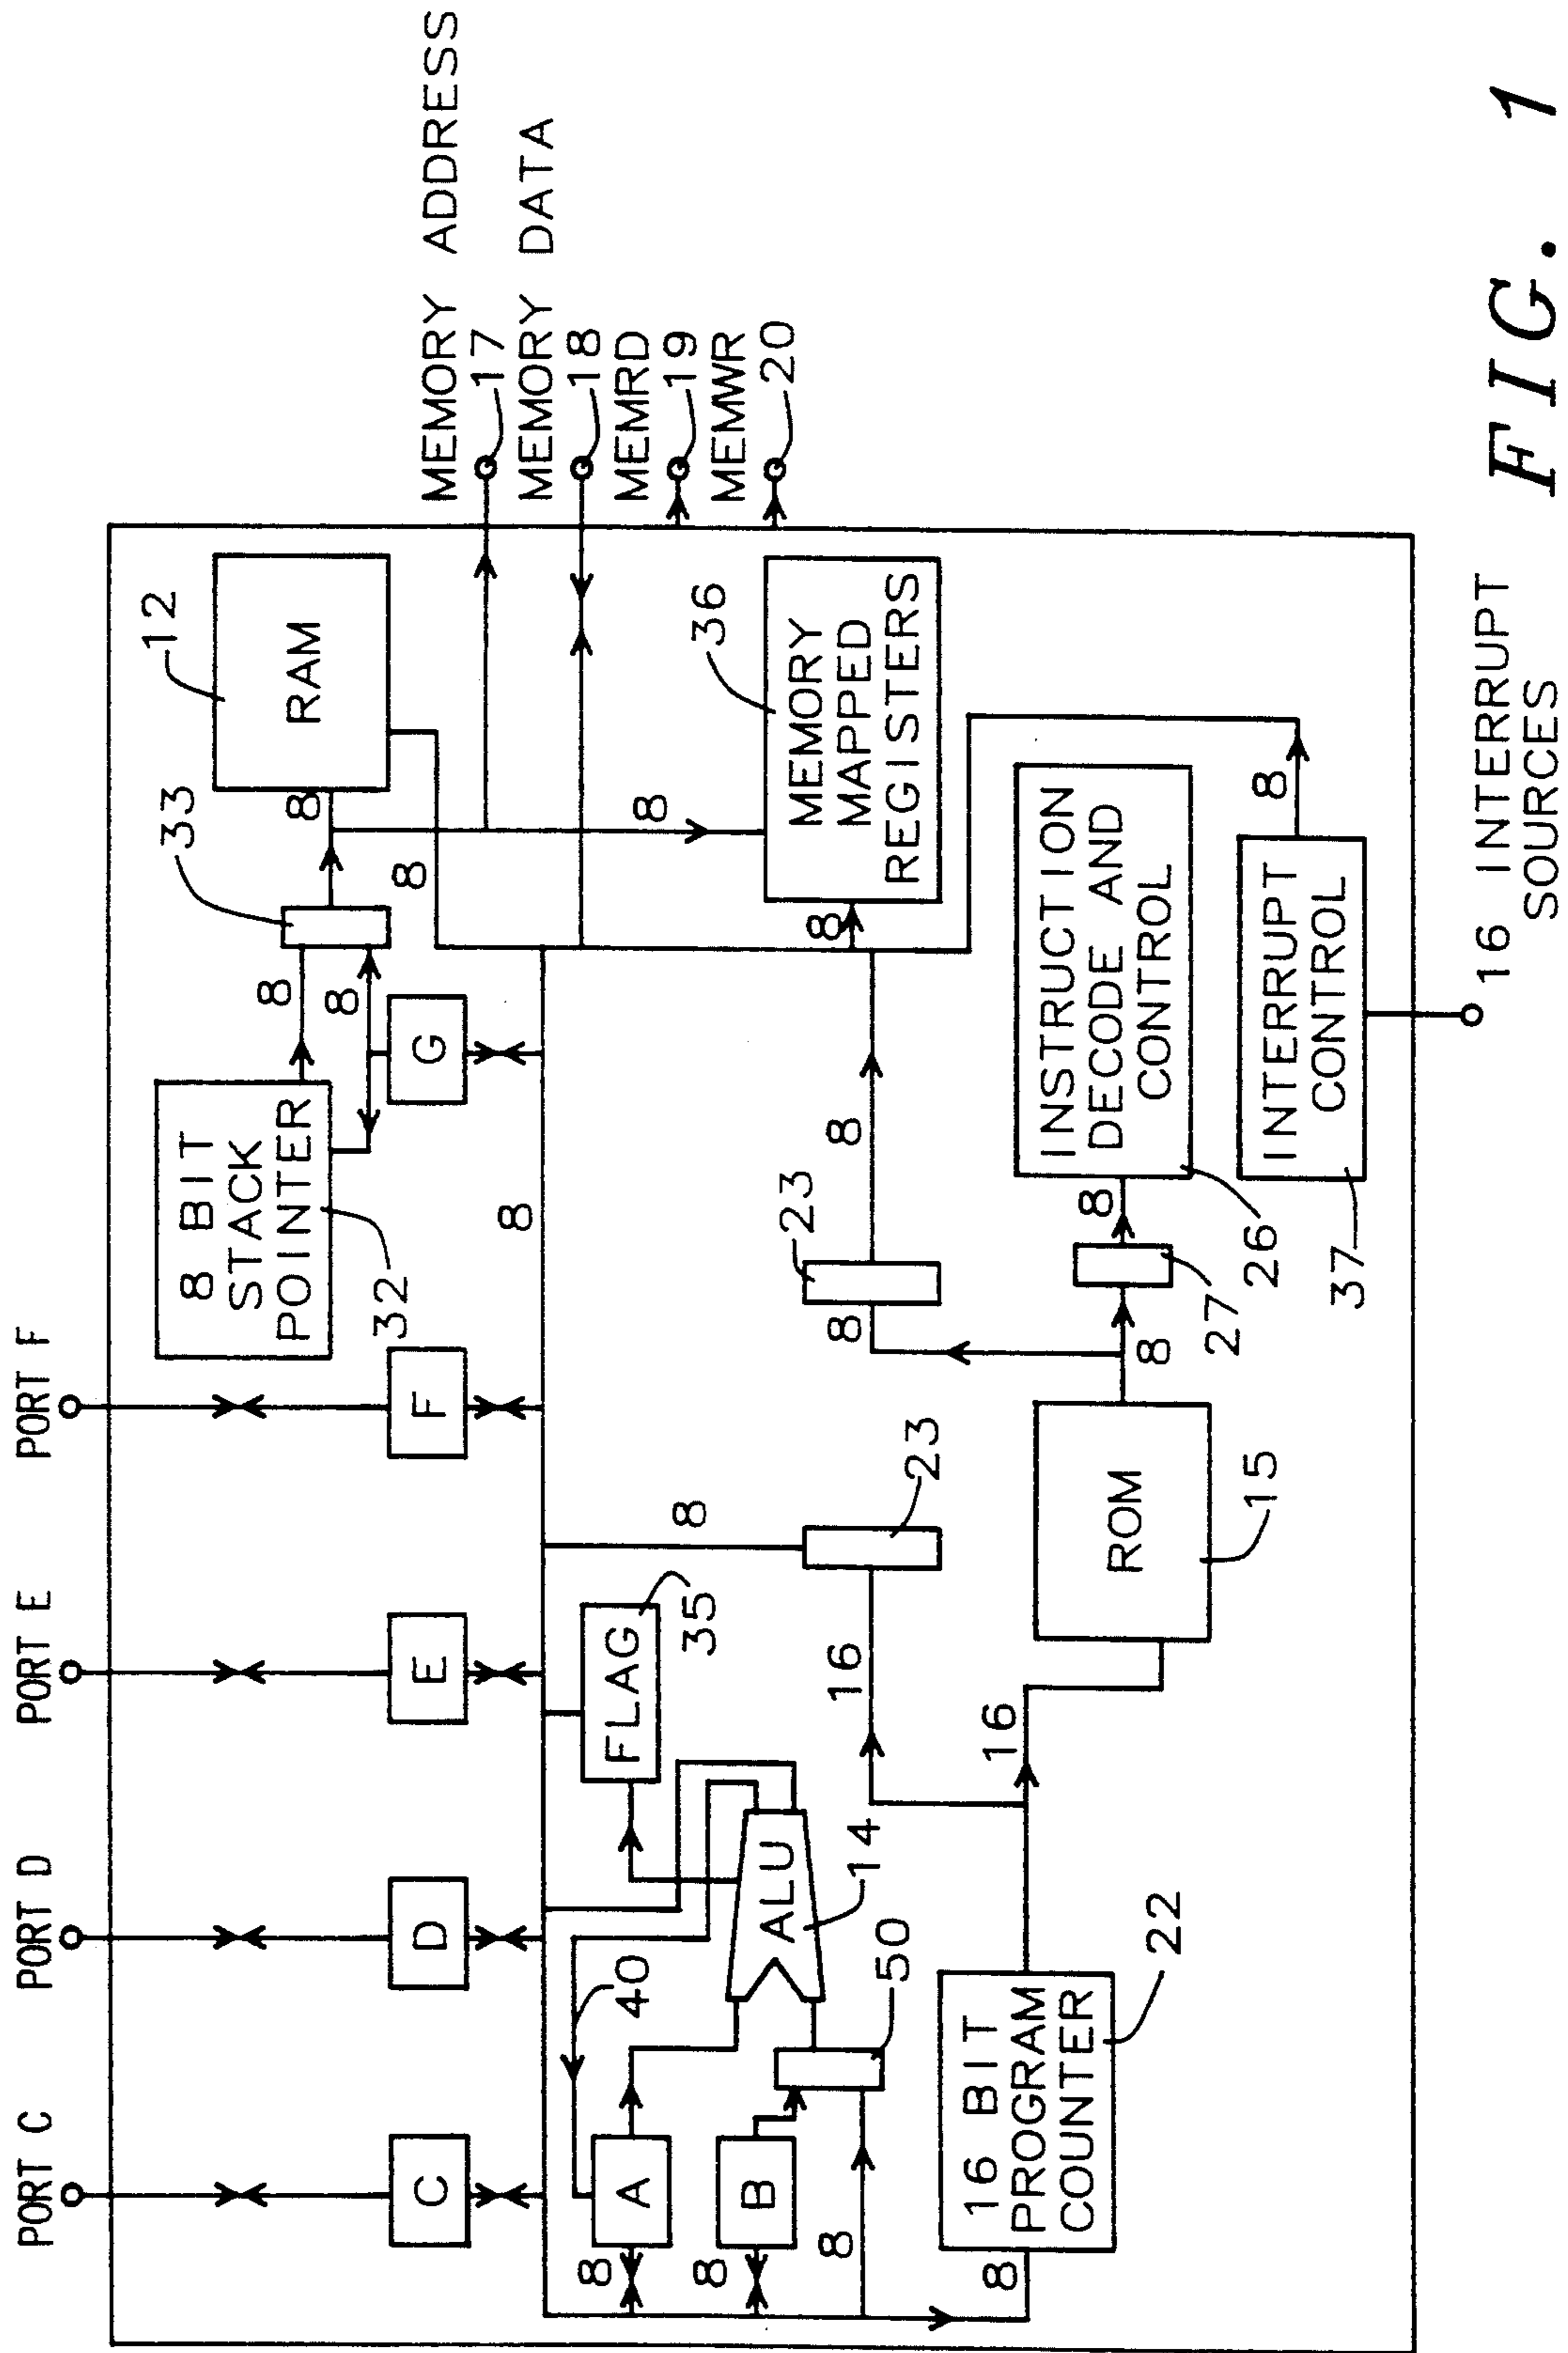 PORT C
PORT D
PORT E
PORT F
C
D
E
F
8 BIT
STACK
POINTER
32
G
8
8
33
8
RAM
12
8
8
MEMORY ADDRESS
17
MEMORY DATA
18
MEMRD
19
MEMWR
20
8
A
8
40
B
8
8
50
ALU
14
FLAG
35
8
16
23
8
23
8
8
8
MEMORY
MAPPED
REGISTERS
36
8
16 BIT
PROGRAM
COUNTER
22
16
ROM
15
8
27
8
INSTRUCTION
DECODE AND
CONTROL
26
INTERRUPT
CONTROL
37
8
16 INTERRUPT
SOURCES
FIG. 1